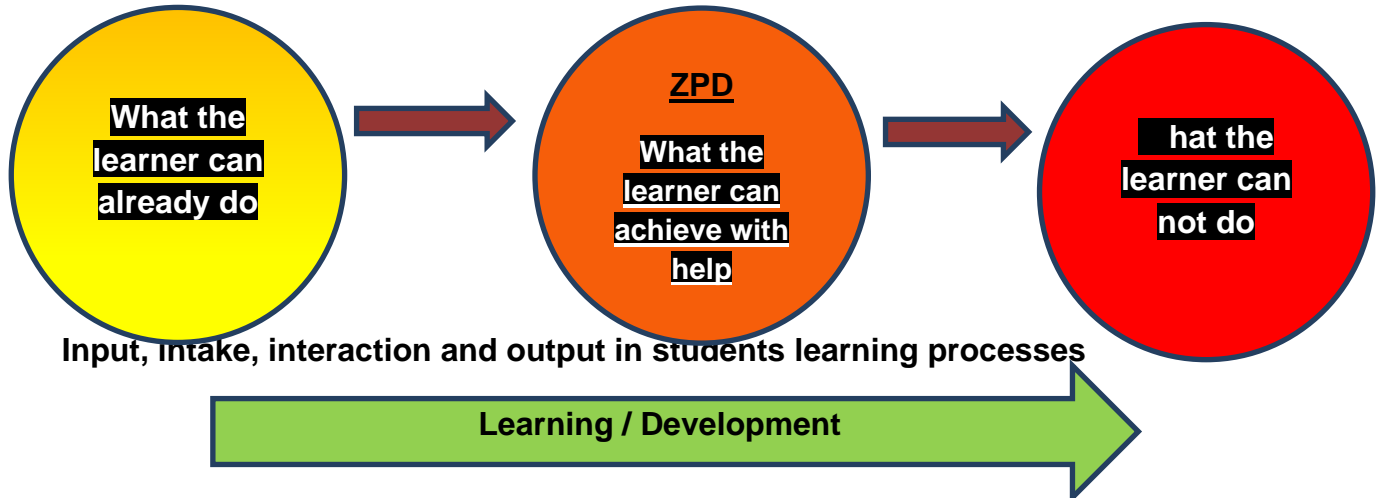 What the
learner can
already do
ZPD
What the
learner can
achieve with
help
hat the
learner can
not do
Input, intake, interaction and output in students learning processes
Learning / Development